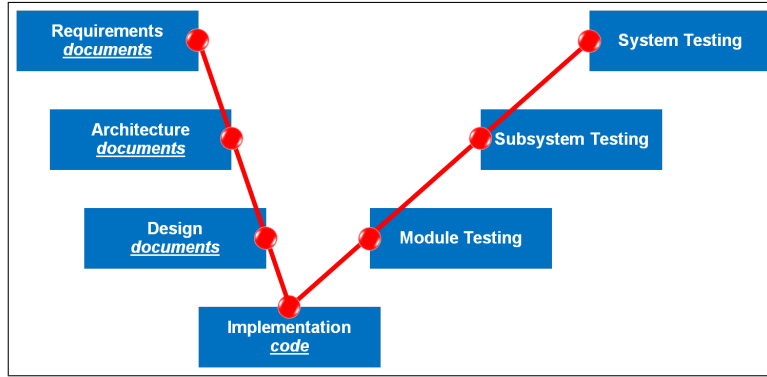 Requirements
documents
System Testing
Architecture
documents
Subsystem Testing
Design
documents
Module Testing
Implementation
code